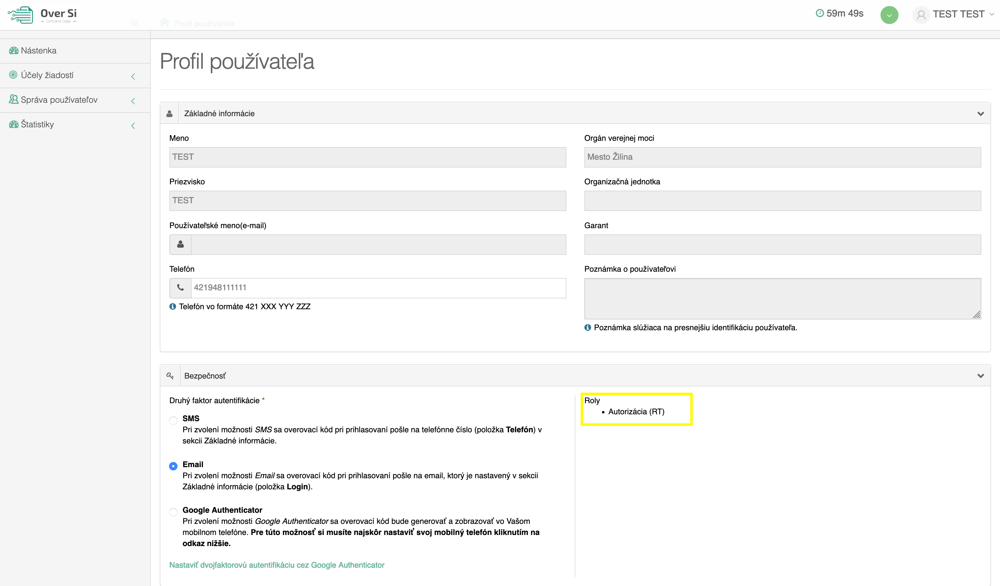 Over Si
Centrálne údaje
Profil používateľa
59m 49s
TEST TEST
Nástenka
Účely žiadostí
Správa používateľov
Štatistiky
Profil používateľa
Základné informácie
Meno
TEST
Priezvisko
TEST
Používateľské meno(e-mail)
Telefón
421948111111
Telefón vo formáte 421 XXX YYY ZZZ
Orgán verejnej moci
Mesto Žilina
Organizačná jednotka
Garant
Poznámka o používateľovi
Poznámka slúžiaca na presnejšiu identifikáciu používateľa.
Bezpečnosť
Druhý faktor autentifikácie *
SMS
Pri zvolení možnosti SMS sa overovací kód pri prihlasovaní pošle na telefónne číslo (položka Telefón) v
sekcii Základné informácie.
Email
Pri zvolení možnosti Email sa overovací kód pri prihlasovaní pošle na email, ktorý je nastavený v sekcii
Základné informácie (položka Login).
Google Authenticator
Pri zvolení možnosti Google Authenticator sa overovací kód bude generovať a zobrazovať vo Vašom
mobilnom telefóne. Pre túto možnosť si musíte najskôr nastaviť svoj mobilný telefón kliknutím na
odkaz nižšie.
Nastaviť dvojfaktorovú autentifikáciu cez Google Authenticator
Roly
• Autorizácia (RT)